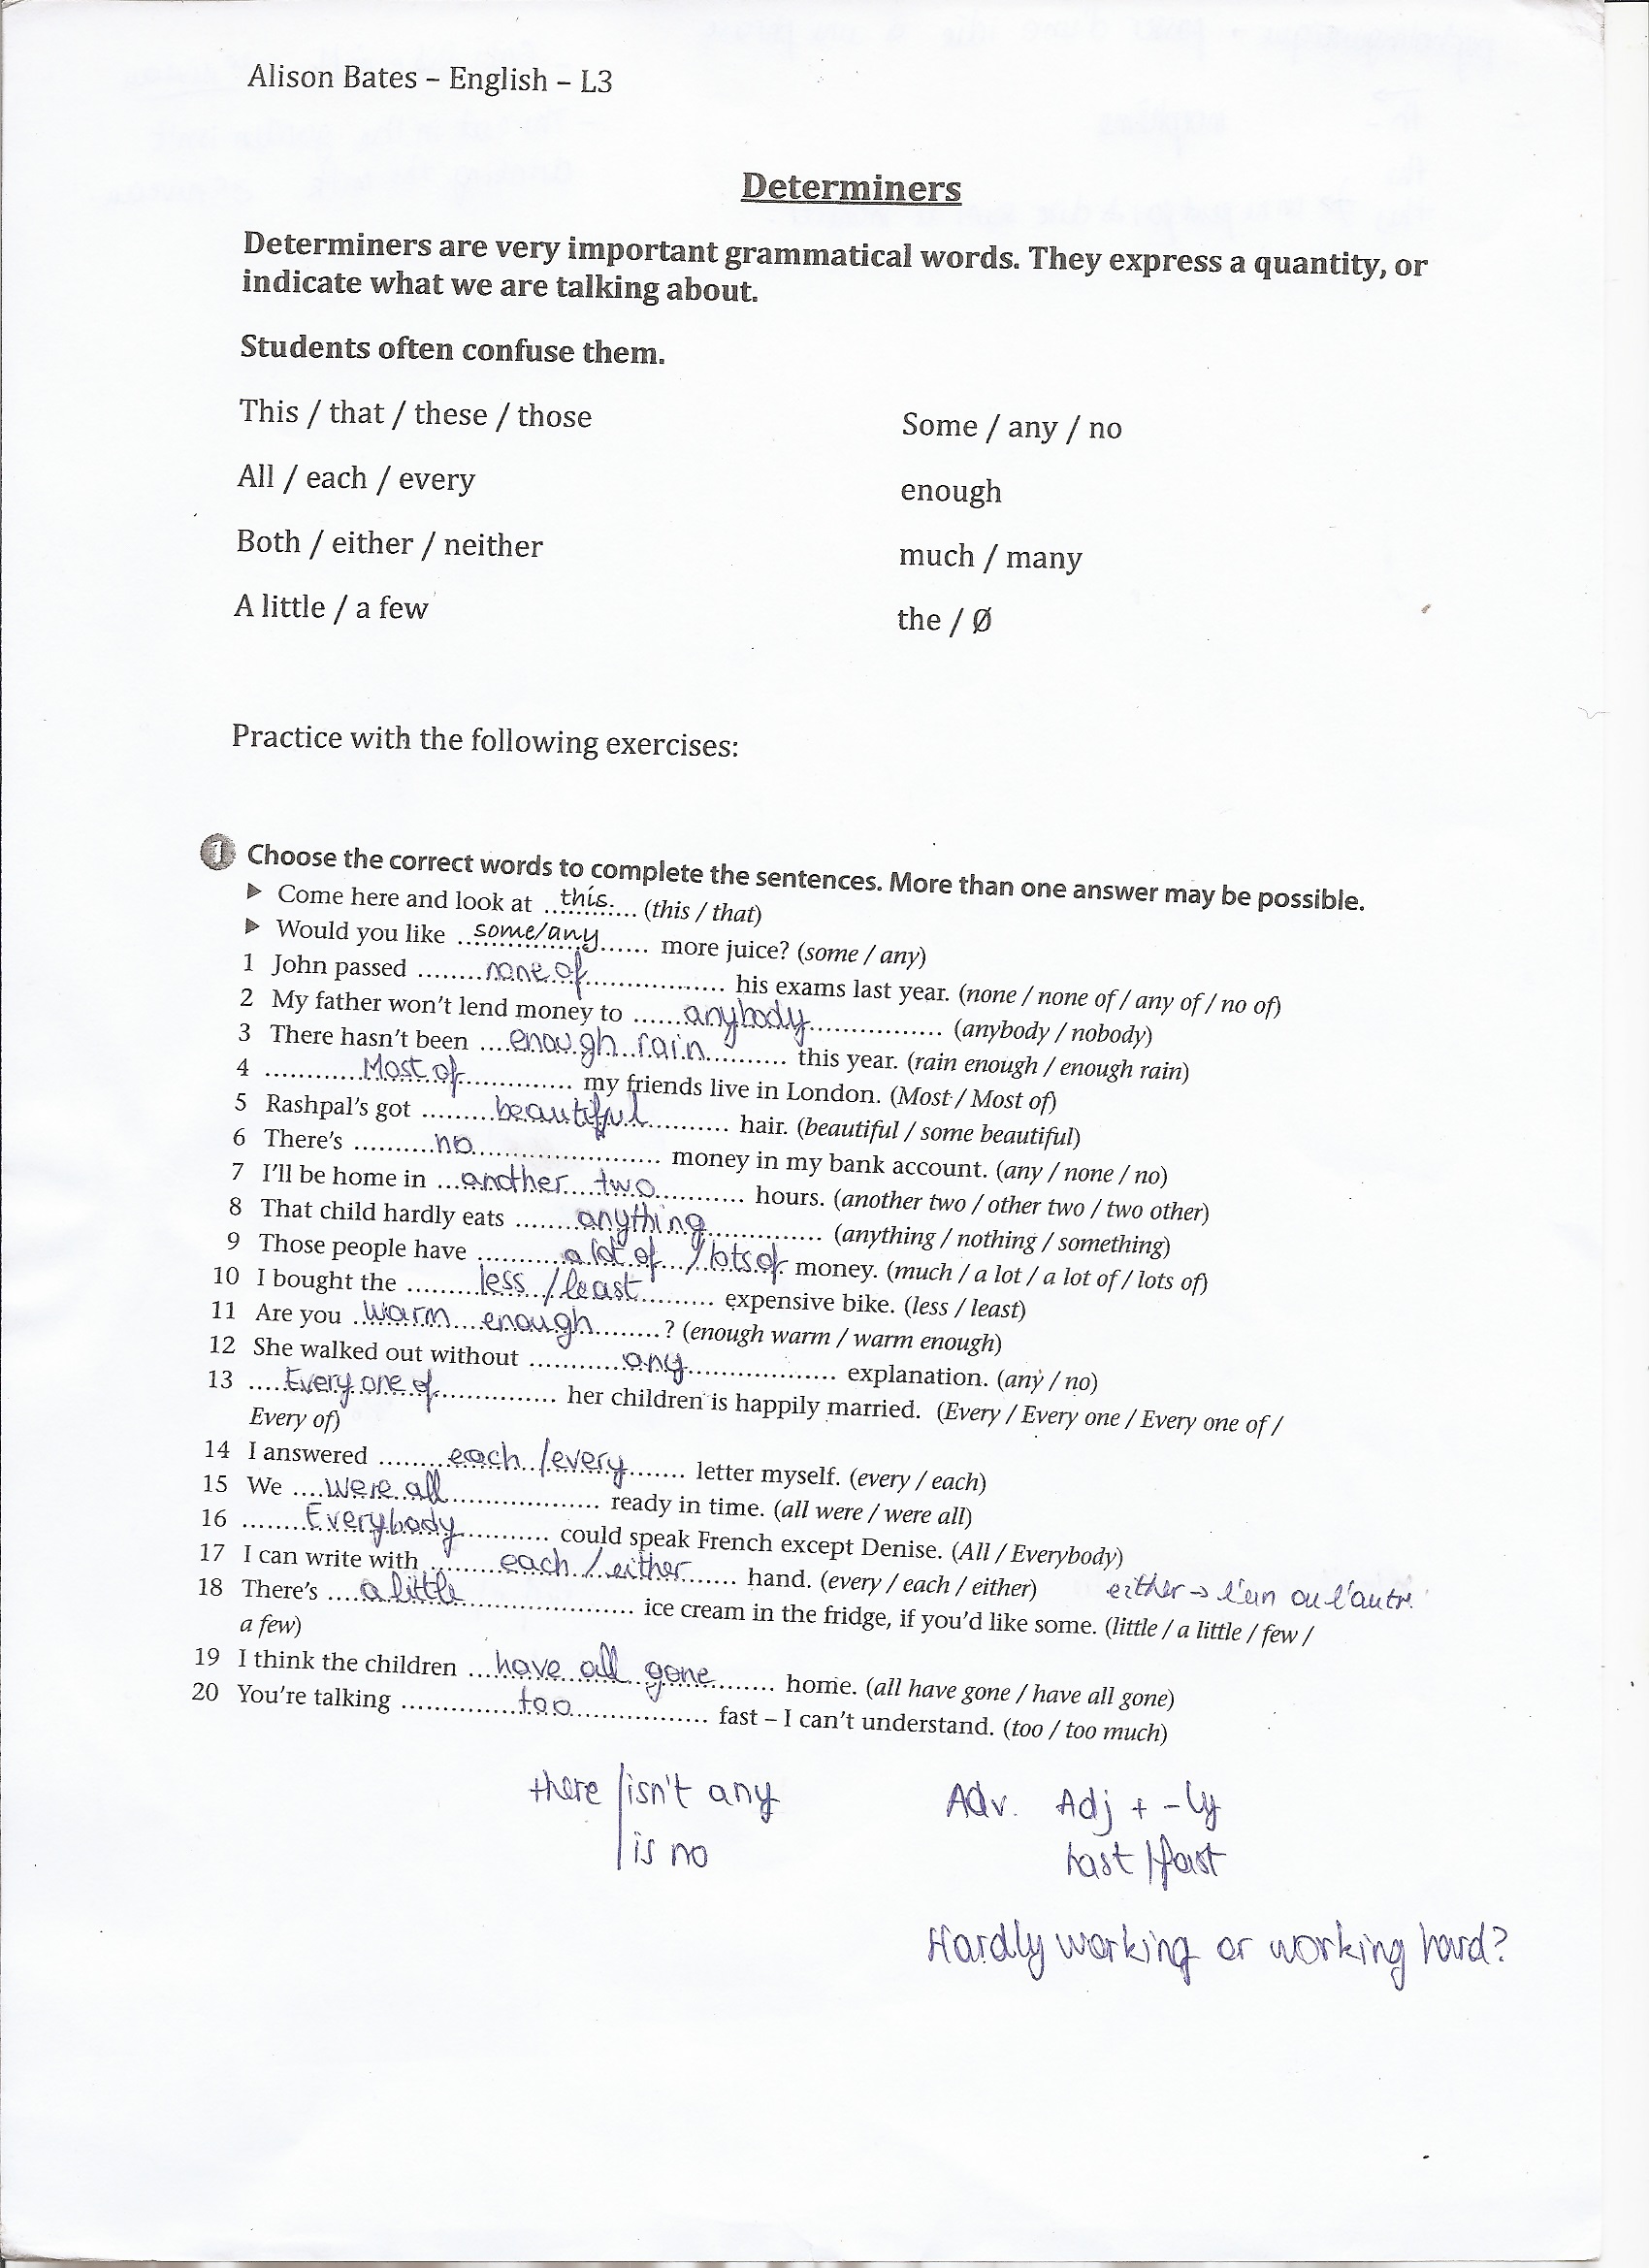 Alison Bates – English – L3
Determiners
Determiners are very important grammatical words. They express a quantity, or
indicate what we are talking about.
Students often confuse them.
This / that / these / those
Some / any / no
All / each / every
enough
Both / either / neither
much / many
A little / a few
the / Ø
Practice with the following exercises:
1 Choose the correct words to complete the sentences. More than one answer may be possible.
▶ Come here and look at ...this... (this / that)
▶ Would you like ...some/any... more juice? (some / any)
1 John passed ...none of... his exams last year. (none / none of / any of / no of)
2 My father won't lend money to ...anybody... (anybody / nobody)
3 There hasn't been ...enough rain... this year. (rain enough / enough rain)
4 ...Most of... my friends live in London. (Most / Most of)
5 Rashpal's got ...beautiful... hair. (beautiful / some beautiful)
6 There's ...no... money in my bank account. (any / none / no)
7 I'll be home in ...another two... hours. (another two / other two / two other)
8 That child hardly eats ...anything... (anything / nothing / something)
9 Those people have ...a lot of / lots of money. (much / a lot / a lot of / lots of)
10 I bought the ...less / least... expensive bike. (less / least)
11 Are you ...warm enough...? (enough warm / warm enough)
12 She walked out without ...any... explanation. (any / no)
13 ...Every one of... her children is happily married. (Every / Every one / Every one of /
Every of)
14 I answered ...each / every... letter myself. (every / each)
15 We ...were all... ready in time. (all were / were all)
16 ...Everybody... could speak French except Denise. (All / Everybody)
17 I can write with ...each / either... hand. (every / each / either) either → l'un ou l'autre
18 There's ...a little... ice cream in the fridge, if you'd like some. (little / a little / few /
a few)
19 I think the children ...have all gone... home. (all have gone / have all gone)
20 You're talking ...too... fast – I can't understand. (too / too much)
there | isn't any
| is no
Adv. Adj + -ly
/ fast
Hardly working or working hard?